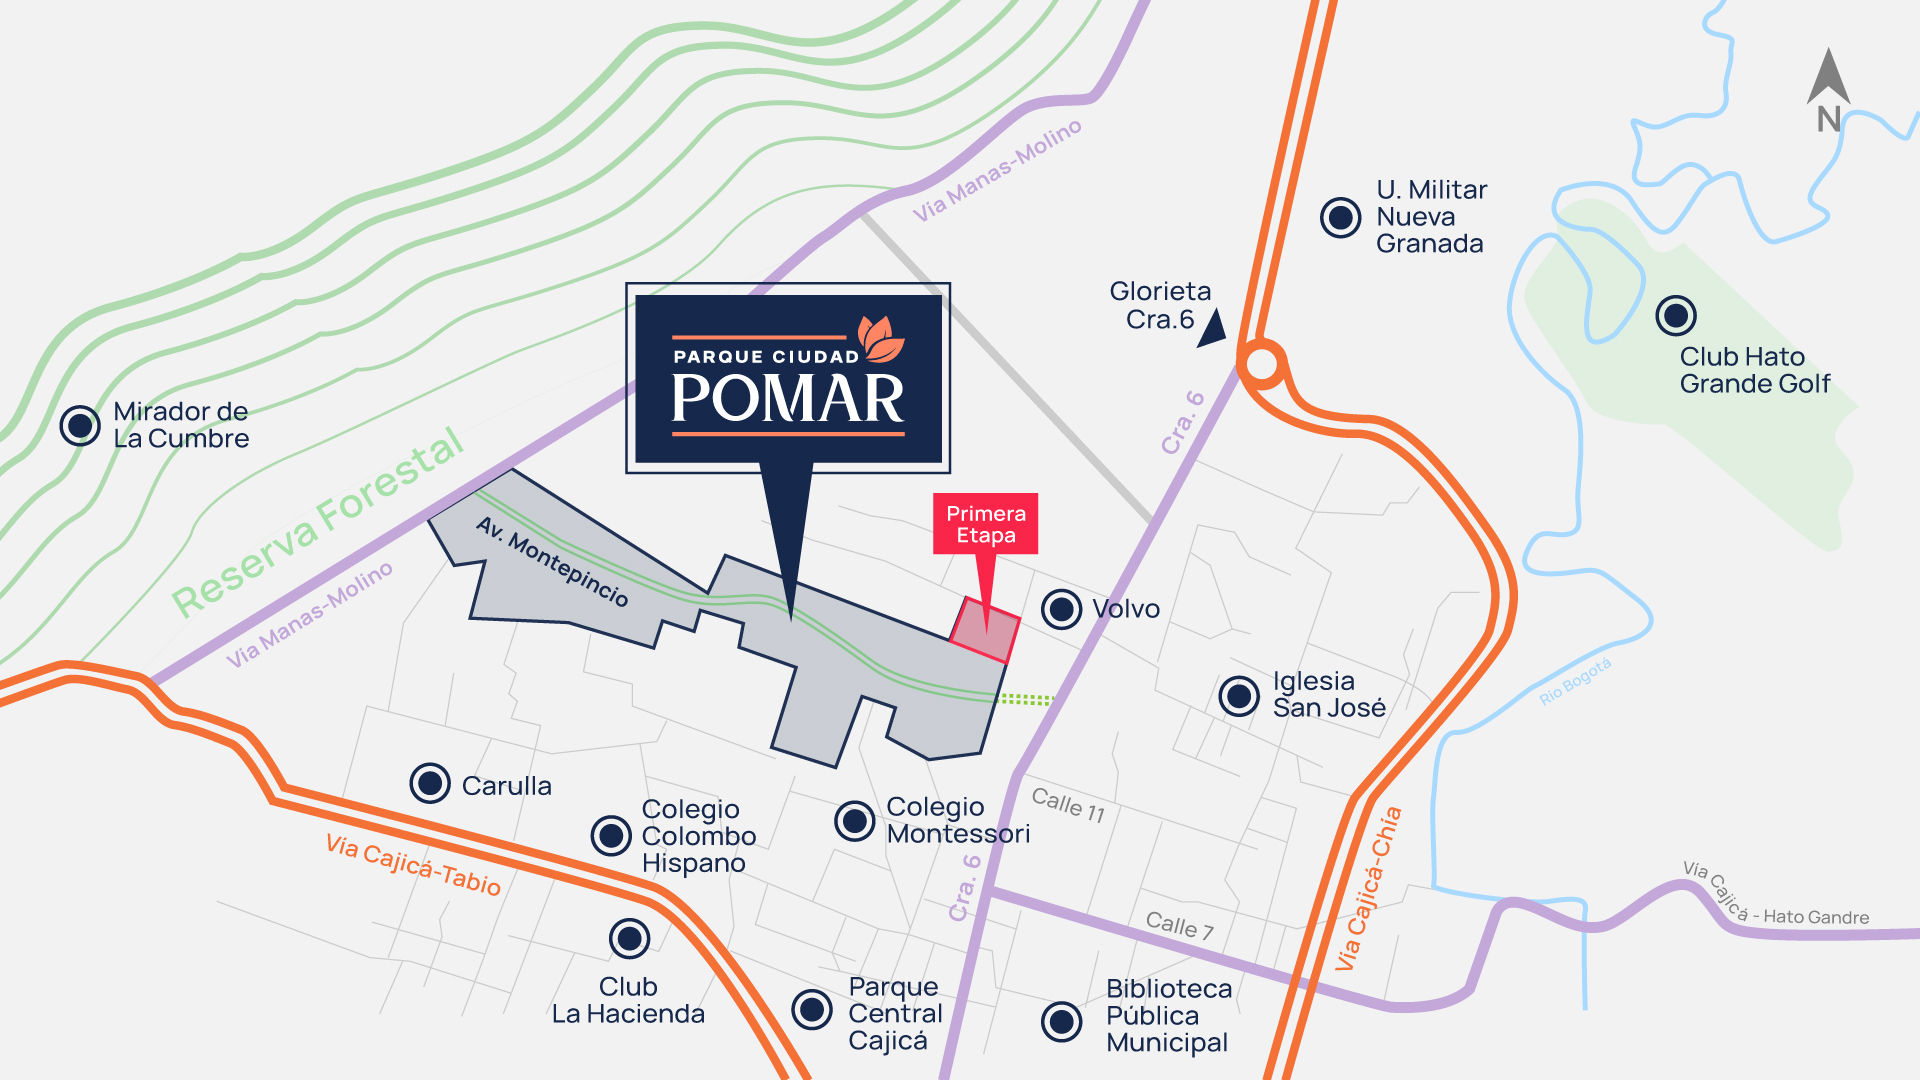 N
Vía Manas-Molino
U. Militar
Nueva
Granada
Glorieta
Cra.6
PARQUE CIUDAD
POMAR
Club Hato
Grande Golf
Mirador de
La Cumbre
Cra. 6
Reserva Forestal
Av. Montepincio
Primera
Etapa
Vía Manas-Molino
Volvo
Iglesia
San José
Río Bogotá
Carulla
Colegio
Colombo
Hispano
Colegio
Montessori
Calle 11
Vía Cajicá-Tabio
Cra. 6
Vía Cajicá-Chía
Calle 7
Vía Cajicá - Hato Gandre
Club
La Hacienda
Parque
Central
Cajicá
Biblioteca
Pública
Municipal